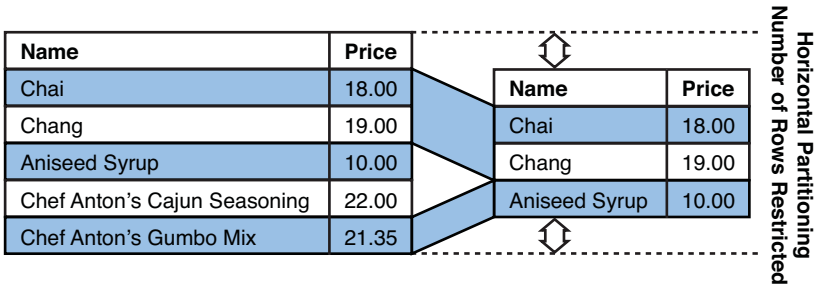 Name Price
Chai 18.00
Chang 19.00
Aniseed Syrup 10.00
Chef Anton’s Cajun Seasoning 22.00
Chef Anton’s Gumbo Mix 21.35
Name Price
Chai 18.00
Chang 19.00
Aniseed Syrup 10.00
Horizontal Partitioning
Number of Rows Restricted